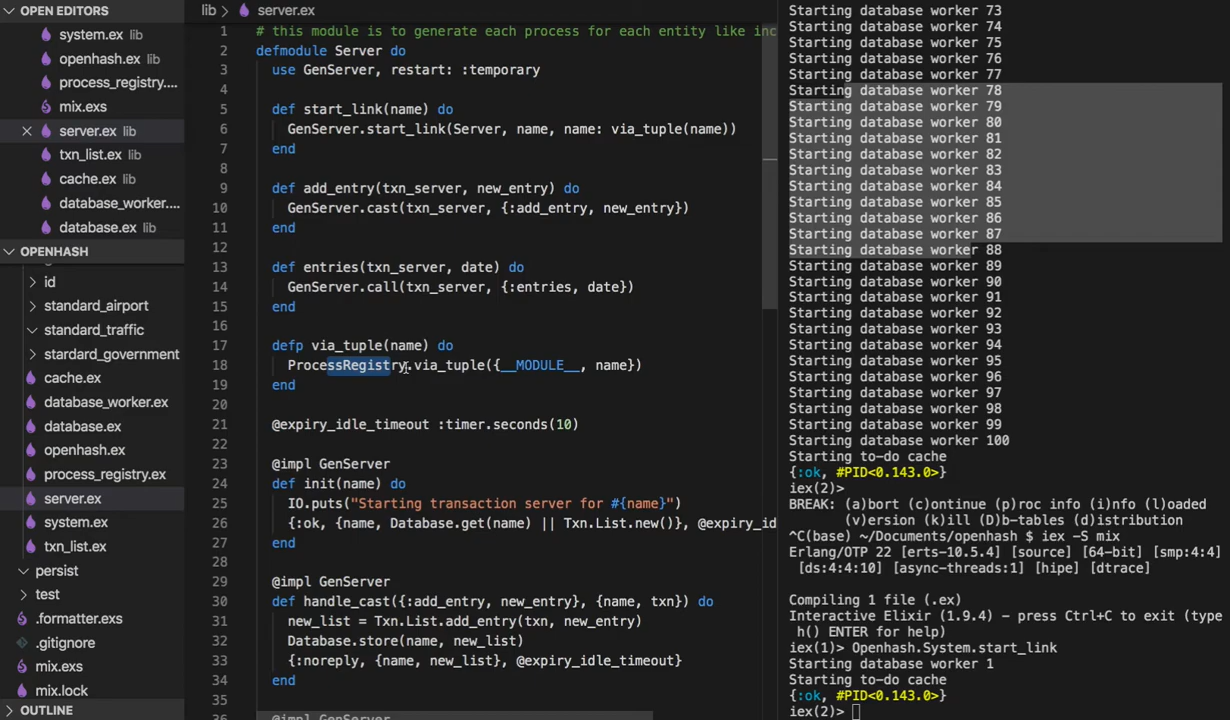 OPEN EDITORS
system.ex lib
openhash.ex lib
process_registry....
mix.exs
server.ex lib
txn_list.ex lib
cache.ex lib
database_worker....
database.ex lib
OPENHASH
id
standard_airport
standard_traffic
stardard_government
cache.ex
database_worker.ex
database.ex
openhash.ex
process_registry.ex
server.ex
system.ex
txn_list.ex
persist
test
.formatter.exs
.gitignore
mix.exs
mix.lock
OUTLINE
lib > server.ex
1 # this module is to generate each process for each entity like inc
2 defmodule Server do
3 use GenServer, restart: :temporary
4
5 def start_link(name) do
6 GenServer.start_link(Server, name, name: via_tuple(name))
7 end
8
9 def add_entry(txn_server, new_entry) do
10 GenServer.cast(txn_server, {:add_entry, new_entry})
11 end
12
13 def entries(txn_server, date) do
14 GenServer.call(txn_server, {:entries, date})
15 end
16
17 defp via_tuple(name) do
18 ProcessRegistry.via_tuple({__MODULE__, name})
19 end
20
21 @expiry_idle_timeout :timer.seconds(10)
22
23 @impl GenServer
24 def init(name) do
25 IO.puts("Starting transaction server for #{name}")
26 {:ok, {name, Database.get(name) || Txn.List.new()}, @expiry_id
27 end
28
29 @impl GenServer
30 def handle_cast({:add_entry, new_entry}, {name, txn}) do
31 new_list = Txn.List.add_entry(txn, new_entry)
32 Database.store(name, new_list)
33 {:noreply, {name, new_list}, @expiry_idle_timeout}
34 end
35
36 @impl GenServer
Starting database worker 73
Starting database worker 74
Starting database worker 75
Starting database worker 76
Starting database worker 77
Starting database worker 78
Starting database worker 79
Starting database worker 80
Starting database worker 81
Starting database worker 82
Starting database worker 83
Starting database worker 84
Starting database worker 85
Starting database worker 86
Starting database worker 87
Starting database worker 88
Starting database worker 89
Starting database worker 90
Starting database worker 91
Starting database worker 92
Starting database worker 93
Starting database worker 94
Starting database worker 95
Starting database worker 96
Starting database worker 97
Starting database worker 98
Starting database worker 99
Starting database worker 100
Starting to-do cache
{:ok, #PID<0.143.0>}
iex(2)>
BREAK: (a)bort (c)ontinue (p)roc info (i)nfo (l)oaded
(v)ersion (k)ill (D)b-tables (d)istribution
^C(base) ~/Documents/openhash $ iex -S mix
Erlang/OTP 22 [erts-10.5.4] [source] [64-bit] [smp:4:4]
[ds:4:4:10] [async-threads:1] [hipe] [dtrace]
Compiling 1 file (.ex)
Interactive Elixir (1.9.4) - press Ctrl+C to exit (type
h() ENTER for help)
iex(1)> Openhash.System.start_link
Starting database worker 1
Starting to-do cache
{:ok, #PID<0.143.0>}
iex(2)>